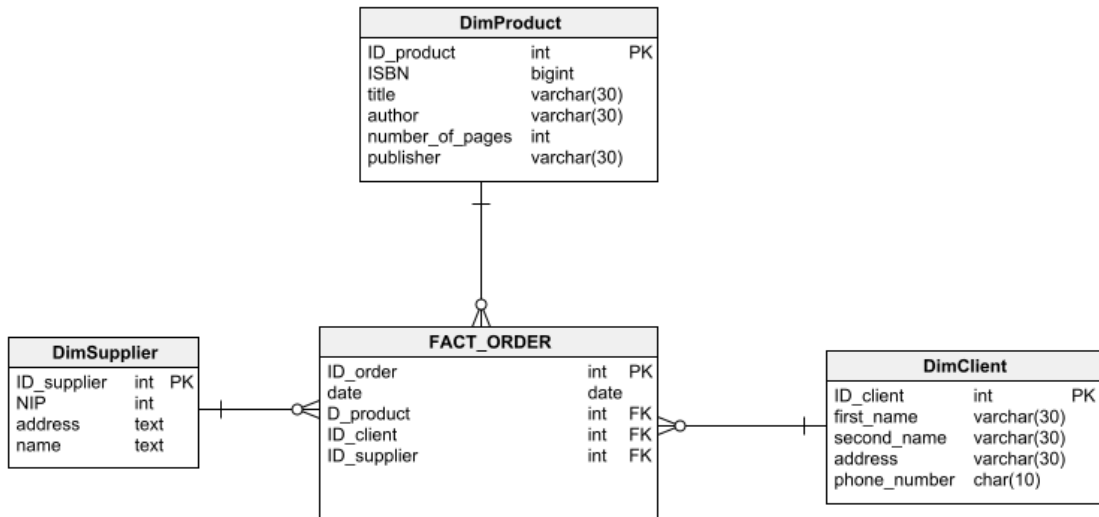 DimProduct
ID_product int PK
ISBN bigint
title varchar(30)
author varchar(30)
number_of_pages int
publisher varchar(30)
DimSupplier
ID_supplier int PK
NIP int
address text
name text
FACT_ORDER
ID_order int PK
date date
D_product int FK
ID_client int FK
ID_supplier int FK
DimClient
ID_client int PK
first_name varchar(30)
second_name varchar(30)
address varchar(30)
phone_number char(10)